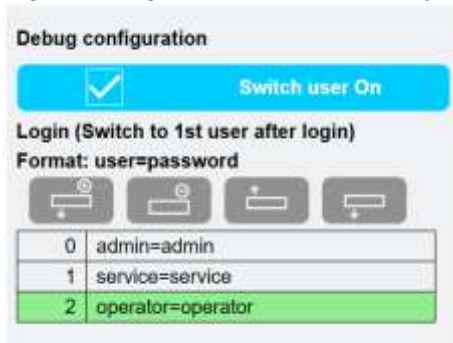 Debug configuration
Switch user On
Login (Switch to 1st user after login)
Format: user=password
0 admin=admin
1 service=service
2 operator=operator